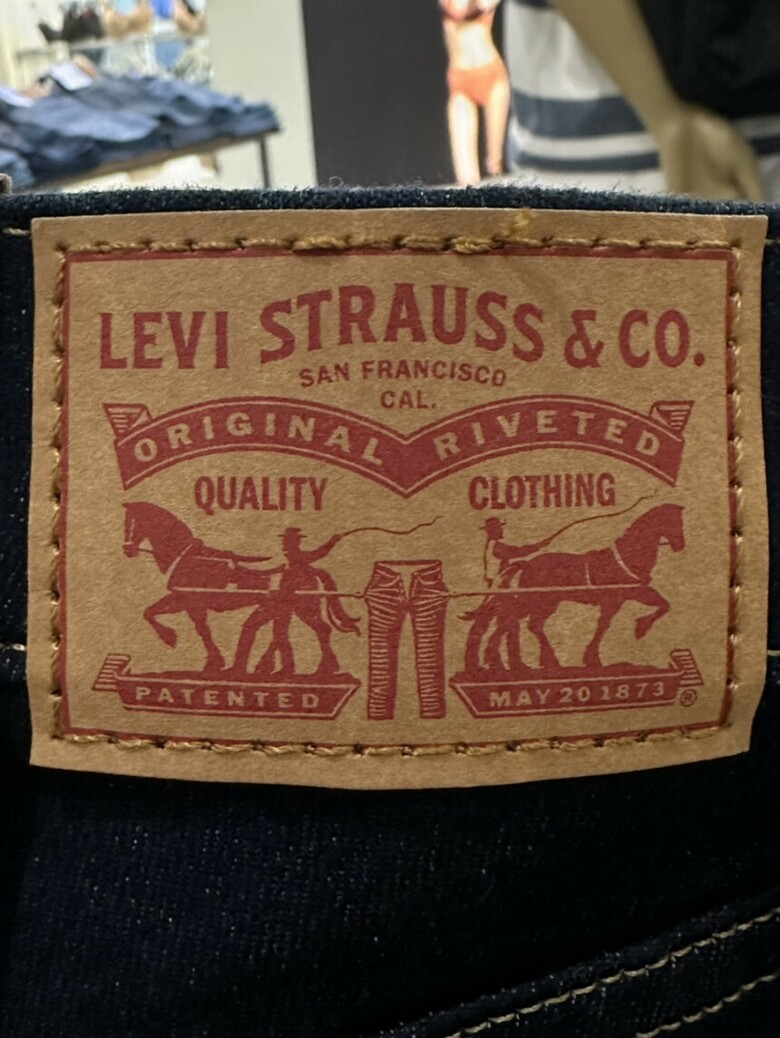 LEVI STRAUSS & CO.
SAN FRANCISCO
CAL.
ORIGINAL RIVETED
QUALITY CLOTHING
PATENTED MAY 20 1873 ®